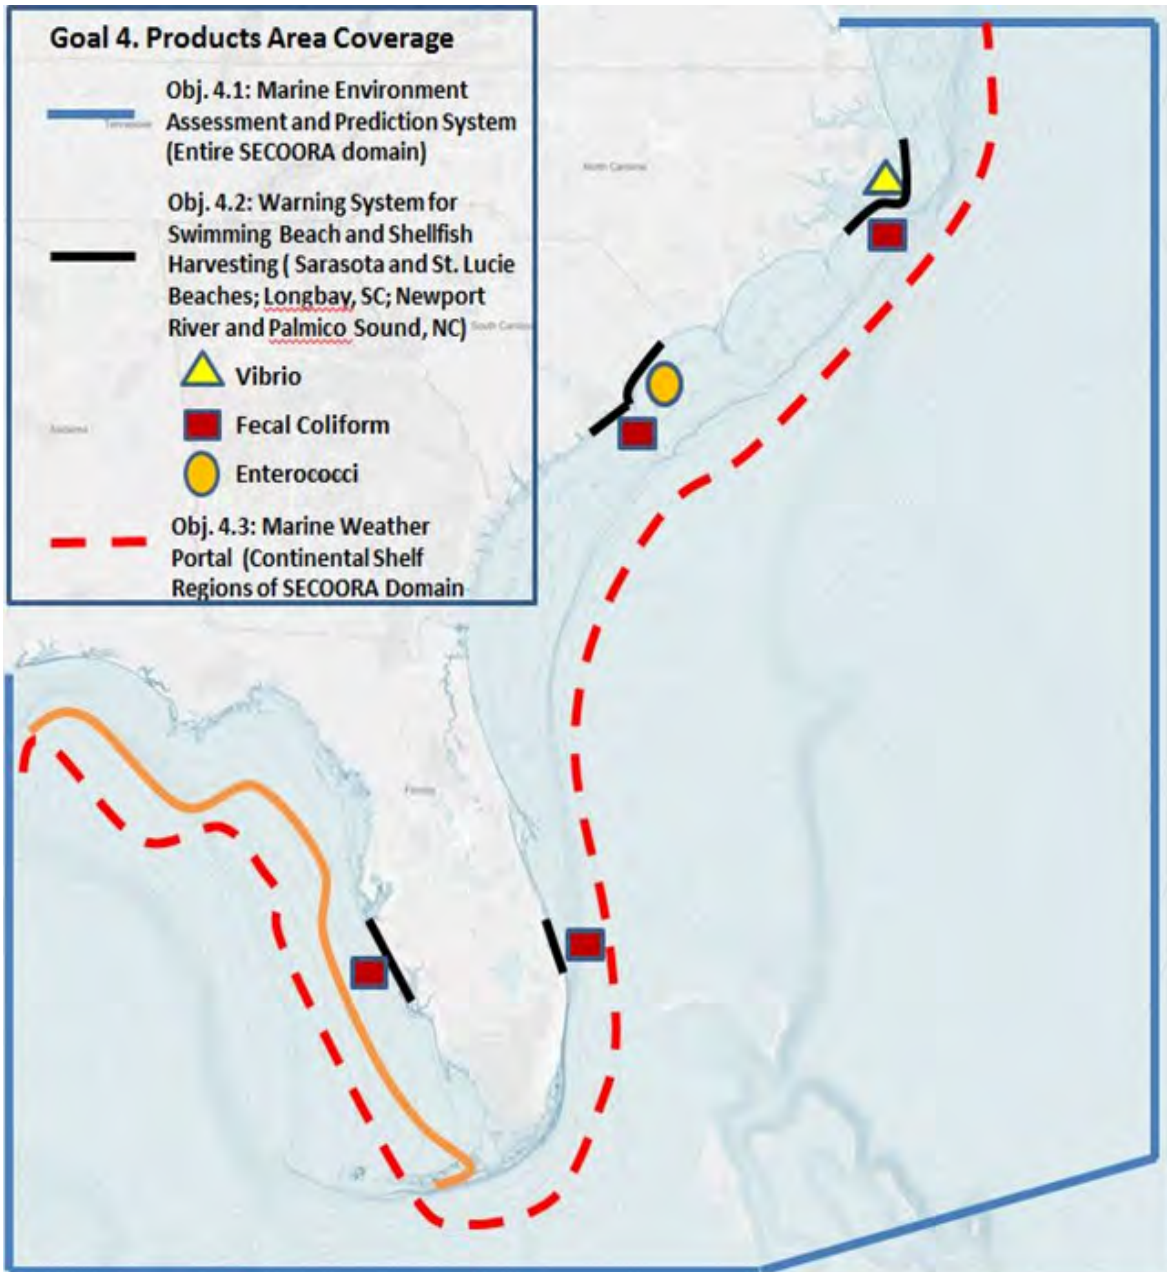 Goal 4. Products Area Coverage
Obj. 4.1: Marine Environment
Assessment and Prediction System
(Entire SECOORA domain)
Tennessee
Obj. 4.2: Warning System for
Swimming Beach and Shellfish
Harvesting ( Sarasota and St. Lucie
Beaches; Longbay, SC; Newport
River and Palmico Sound, NC)
South Carolina
Vibrio
Fecal Coliform
Enterococci
Obj. 4.3: Marine Weather
Portal (Continental Shelf
Regions of SECOORA Domain
North Carolina
Florida